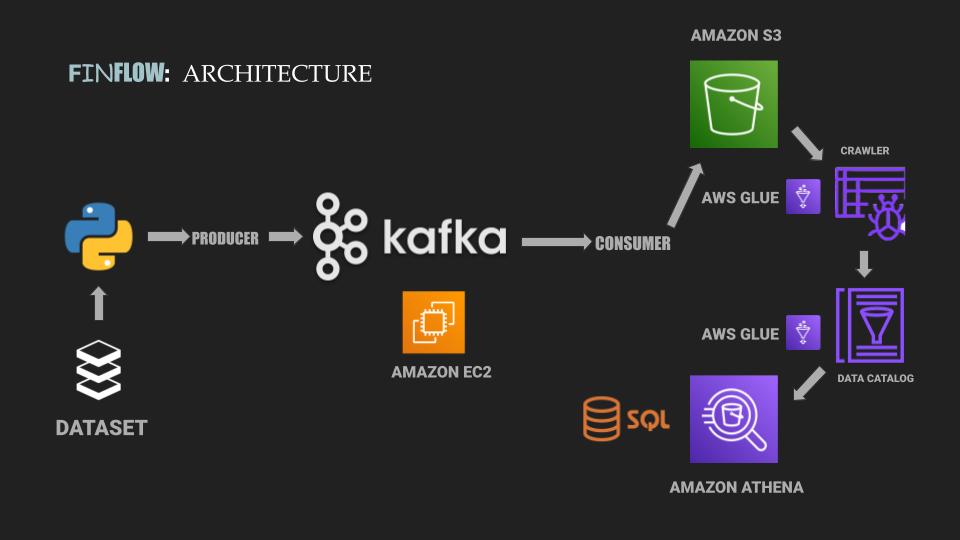 FINFLOW: ARCHITECTURE
AMAZON S3
CRAWLER
AWS GLUE
PRODUCER
kafka
CONSUMER
AWS GLUE
AMAZON EC2
DATA CATALOG
DATASET
SQL
AMAZON ATHENA